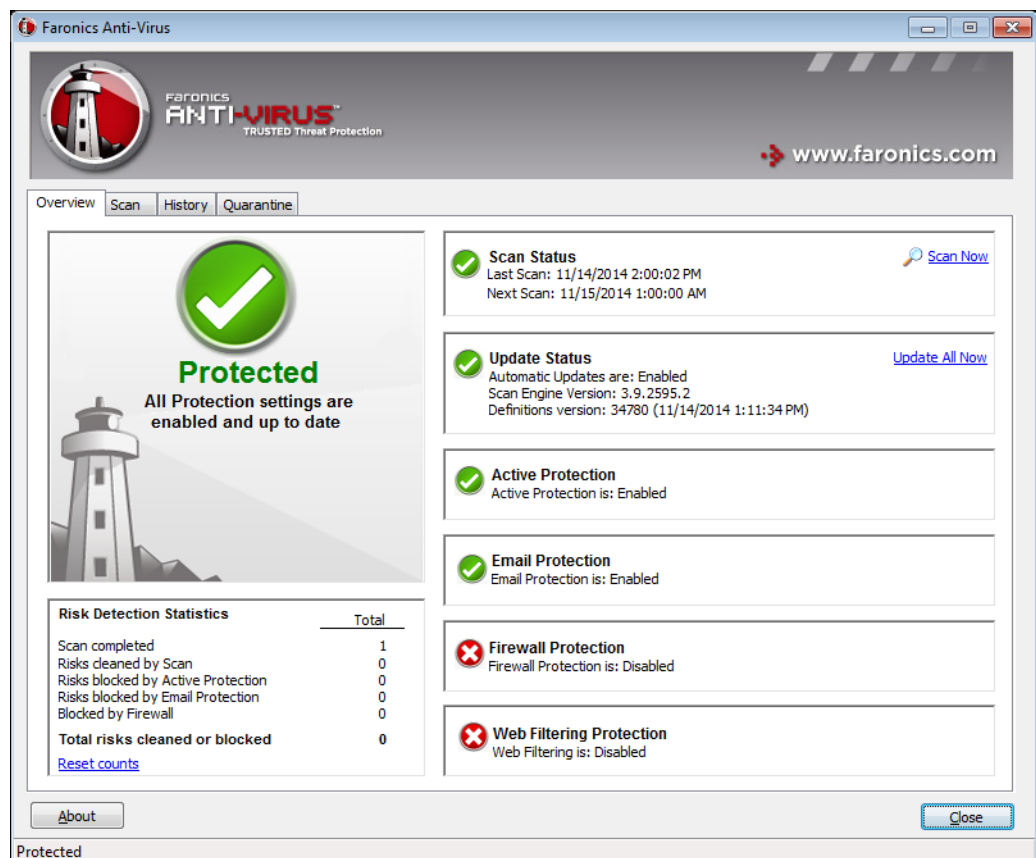 Faronics Anti-Virus
FARONICS
ANTI-VIRUS™
TRUSTED Threat Protection
www.faronics.com
Overview Scan History Quarantine
Protected
All Protection settings are
enabled and up to date
Risk Detection Statistics Total
Scan completed 1
Risks cleaned by Scan 0
Risks blocked by Active Protection 0
Risks blocked by Email Protection 0
Blocked by Firewall 0
Total risks cleaned or blocked 0
Reset counts
Scan Status Scan Now
Last Scan: 11/14/2014 2:00:02 PM
Next Scan: 11/15/2014 1:00:00 AM
Update Status Update All Now
Automatic Updates are: Enabled
Scan Engine Version: 3.9.2595.2
Definitions version: 34780 (11/14/2014 1:11:34 PM)
Active Protection
Active Protection is: Enabled
Email Protection
Email Protection is: Enabled
Firewall Protection
Firewall Protection is: Disabled
Web Filtering Protection
Web Filtering is: Disabled
About Close
Protected